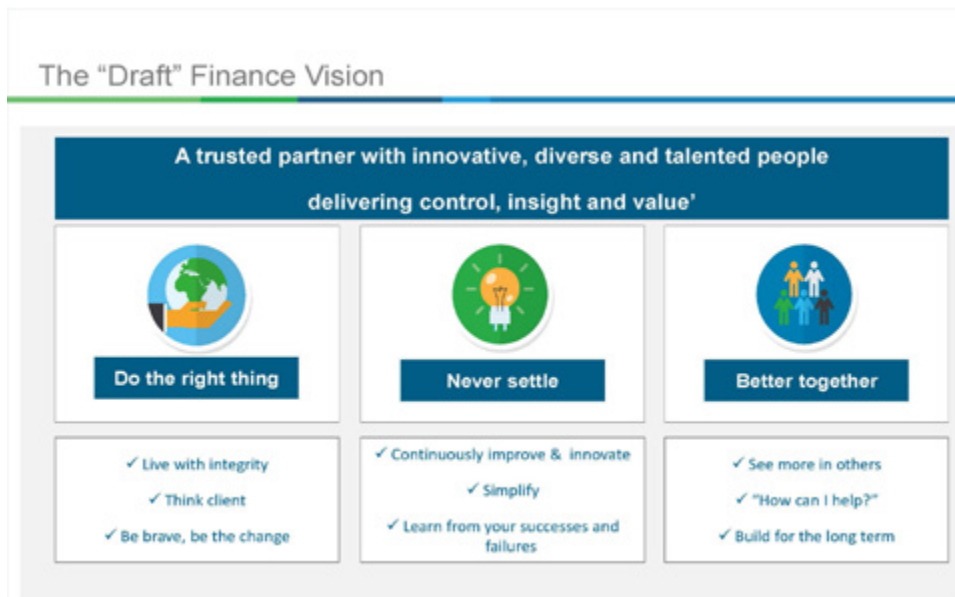 The “Draft” Finance Vision
A trusted partner with innovative, diverse and talented people
delivering control, insight and value’
Do the right thing
Never settle
Better together
✓ Live with integrity
✓ Think client
✓ Be brave, be the change
✓ Continuously improve & innovate
✓ Simplify
✓ Learn from your successes and
failures
✓ See more in others
✓ “How can I help?”
✓ Build for the long term